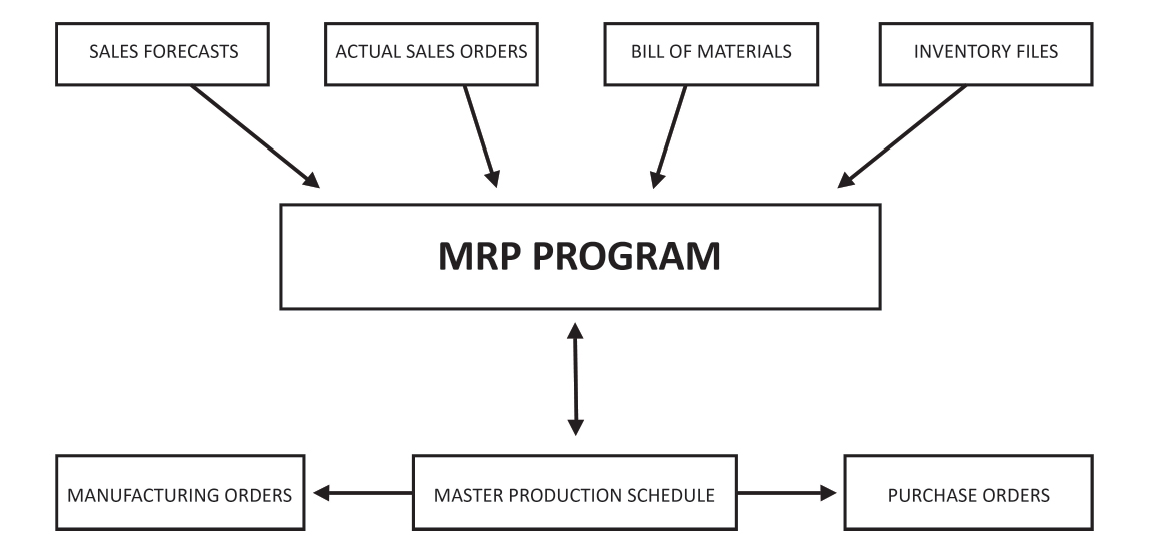 SALES FORECASTS
ACTUAL SALES ORDERS
BILL OF MATERIALS
INVENTORY FILES
MRP PROGRAM
MANUFACTURING ORDERS
MASTER PRODUCTION SCHEDULE
PURCHASE ORDERS